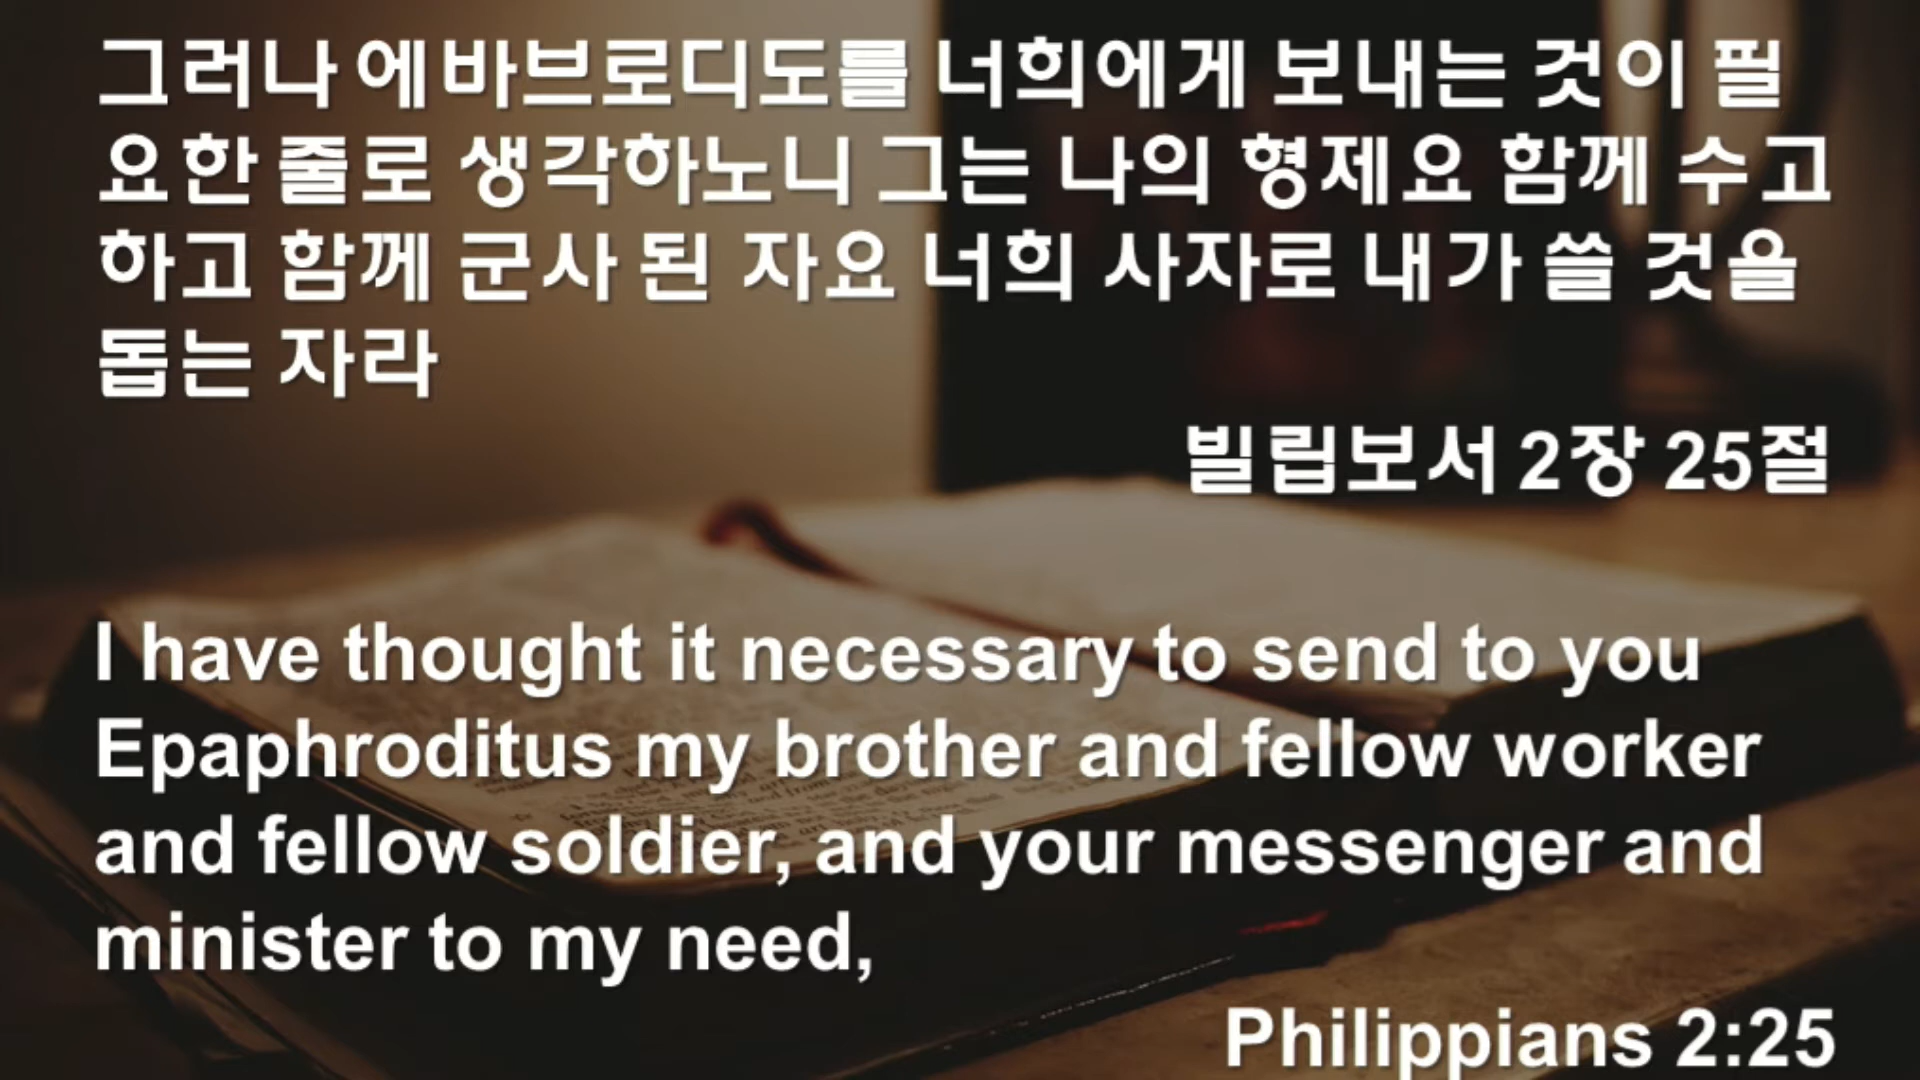 그러나 에바브로디도를 너희에게 보내는 것이 필
요한 줄로 생각하노니 그는 나의 형제요 함께 수고
하고 함께 군사 된 자요 너희 사자로 내가 쓸 것을
돕는 자라
빌립보서 2장 25절
I have thought it necessary to send to you
Epaphroditus my brother and fellow worker
and fellow soldier, and your messenger and
minister to my need,
Philippians 2:25